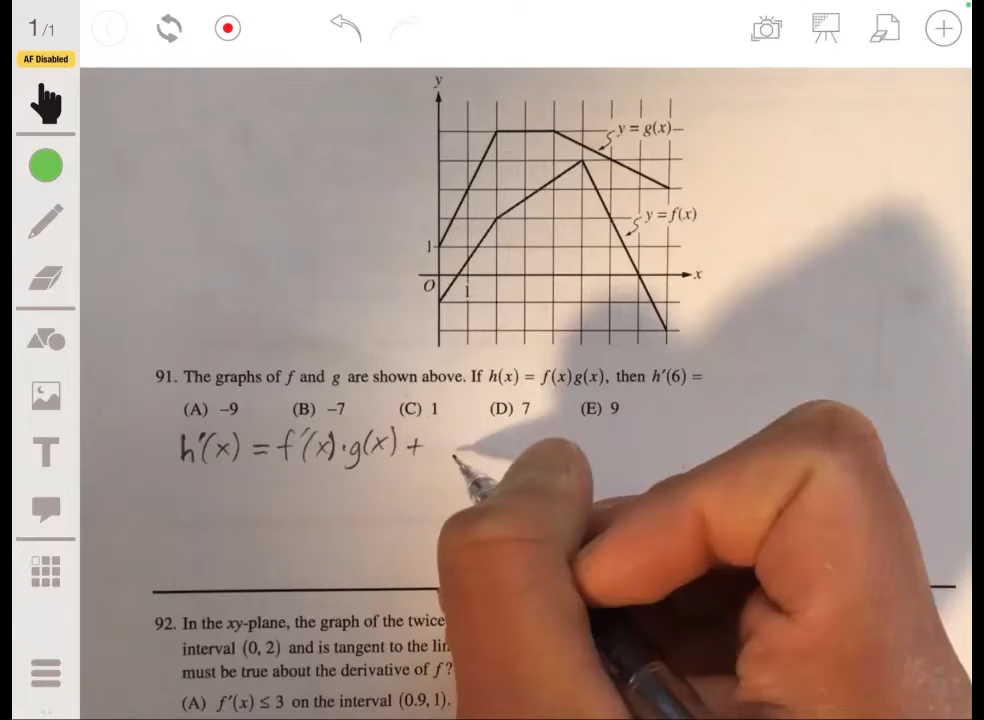 1/1
AF Disabled
T
y
y = g(x)
y = f(x)
1
O
1
x
91. The graphs of f and g are shown above. If h(x) = f(x)g(x), then h′(6) =
(A) −9 (B) −7 (C) 1 (D) 7 (E) 9
h′(x) = f′(x)·g(x) +
92. In the xy-plane, the graph of the twice
interval (0, 2) and is tangent to the
must be true about the derivative of f?
(A) f′(x) ≤ 3 on the interval (0.9, 1).